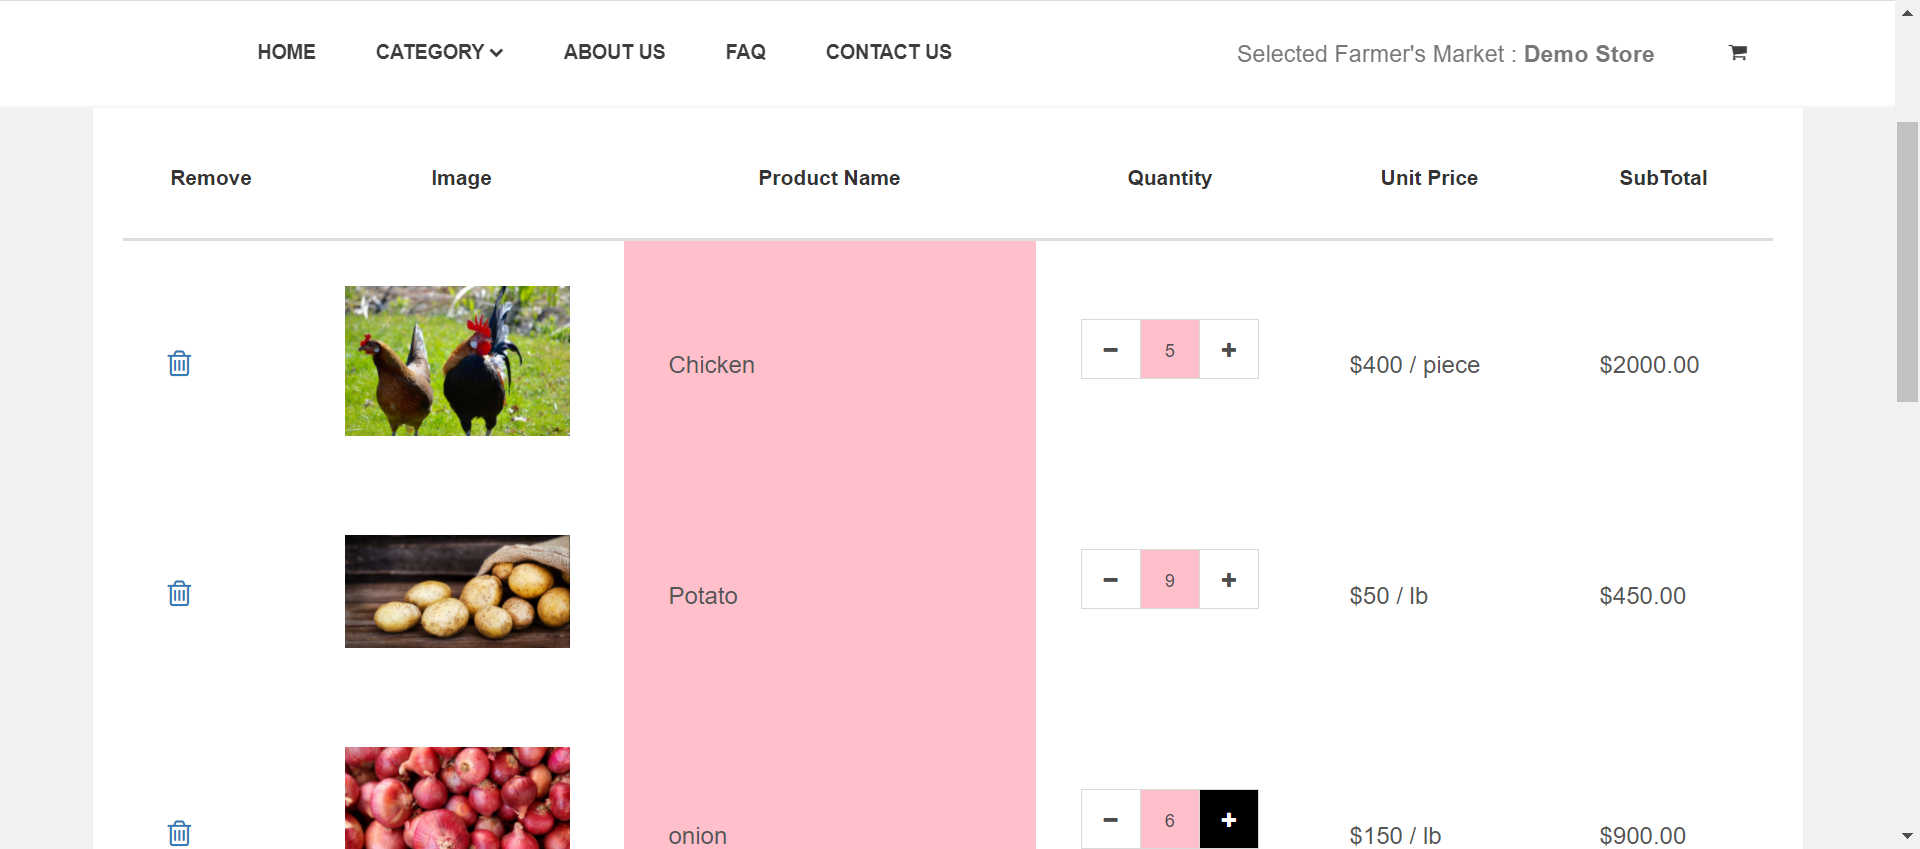 HOME CATEGORY ABOUT US FAQ CONTACT US Selected Farmer's Market : Demo Store
Remove Image Product Name Quantity Unit Price SubTotal
Chicken 5 $400 / piece $2000.00
Potato 9 $50 / lb $450.00
onion 6 $150 / lb $900.00